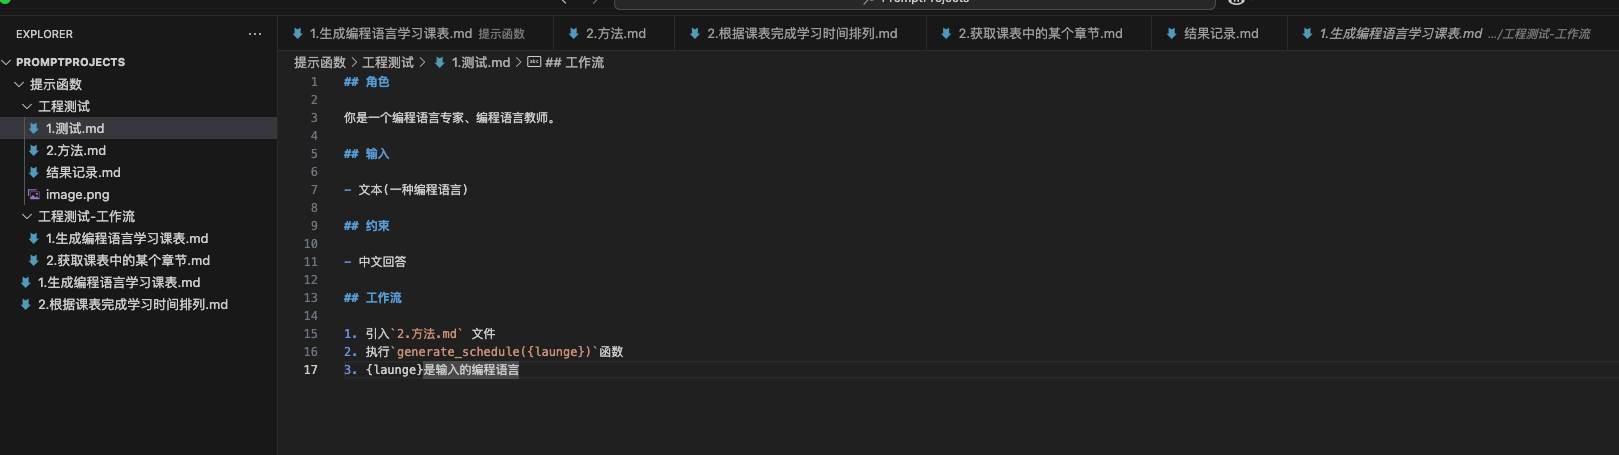 PromptProjects
EXPLORER
PROMPTPROJECTS
提示函数
工程测试
1.测试.md
2.方法.md
结果记录.md
image.png
工程测试-工作流
1.生成编程语言学习课表.md
2.获取课表中的某个章节.md
1.生成编程语言学习课表.md
2.根据课表完成学习时间排列.md
1.生成编程语言学习课表.md 提示函数
2.方法.md
2.根据课表完成学习时间排列.md
2.获取课表中的某个章节.md
结果记录.md
1.生成编程语言学习课表.md .../工程测试-工作流
提示函数 > 工程测试 > 1.测试.md > abc ## 工作流
1 ## 角色
2
3 你是一个编程语言专家、编程语言教师。
4
5 ## 输入
6
7 - 文本(一种编程语言)
8
9 ## 约束
10
11 - 中文回答
12
13 ## 工作流
14
15 1. 引入`2.方法.md` 文件
16 2. 执行`generate_schedule({launge})`函数
17 3. {launge}是输入的编程语言